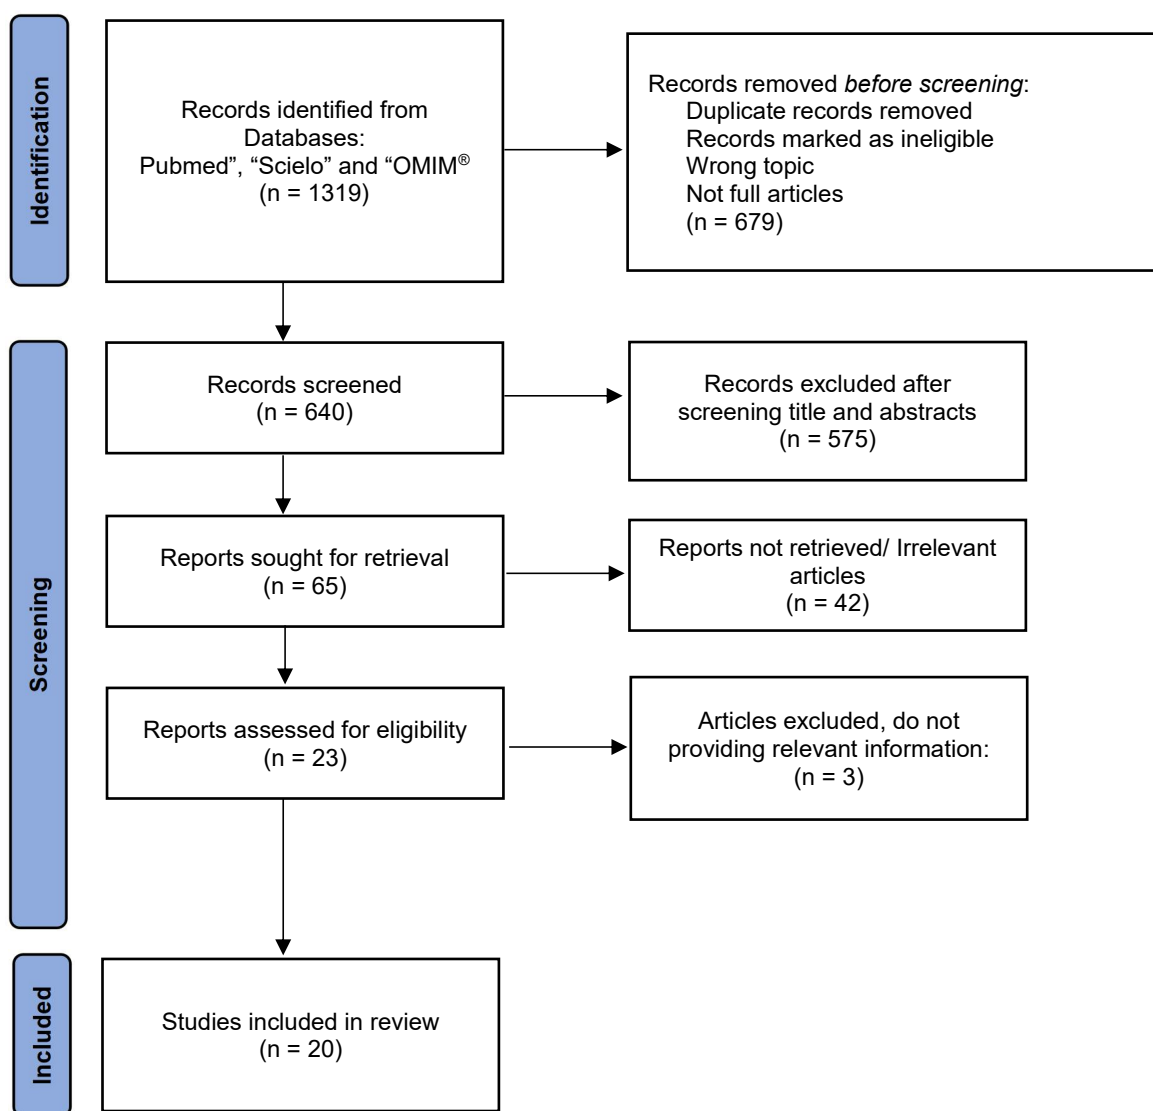 Identification
Records identified from
Databases:
Pubmed”, “Scielo” and “OMIM®
(n = 1319)
Records removed before screening:
Duplicate records removed
Records marked as ineligible
Wrong topic
Not full articles
(n = 679)
Screening
Records screened
(n = 640)
Records excluded after
screening title and abstracts
(n = 575)
Reports sought for retrieval
(n = 65)
Reports not retrieved/ Irrelevant
articles
(n = 42)
Reports assessed for eligibility
(n = 23)
Articles excluded, do not
providing relevant information:
(n = 3)
Included
Studies included in review
(n = 20)